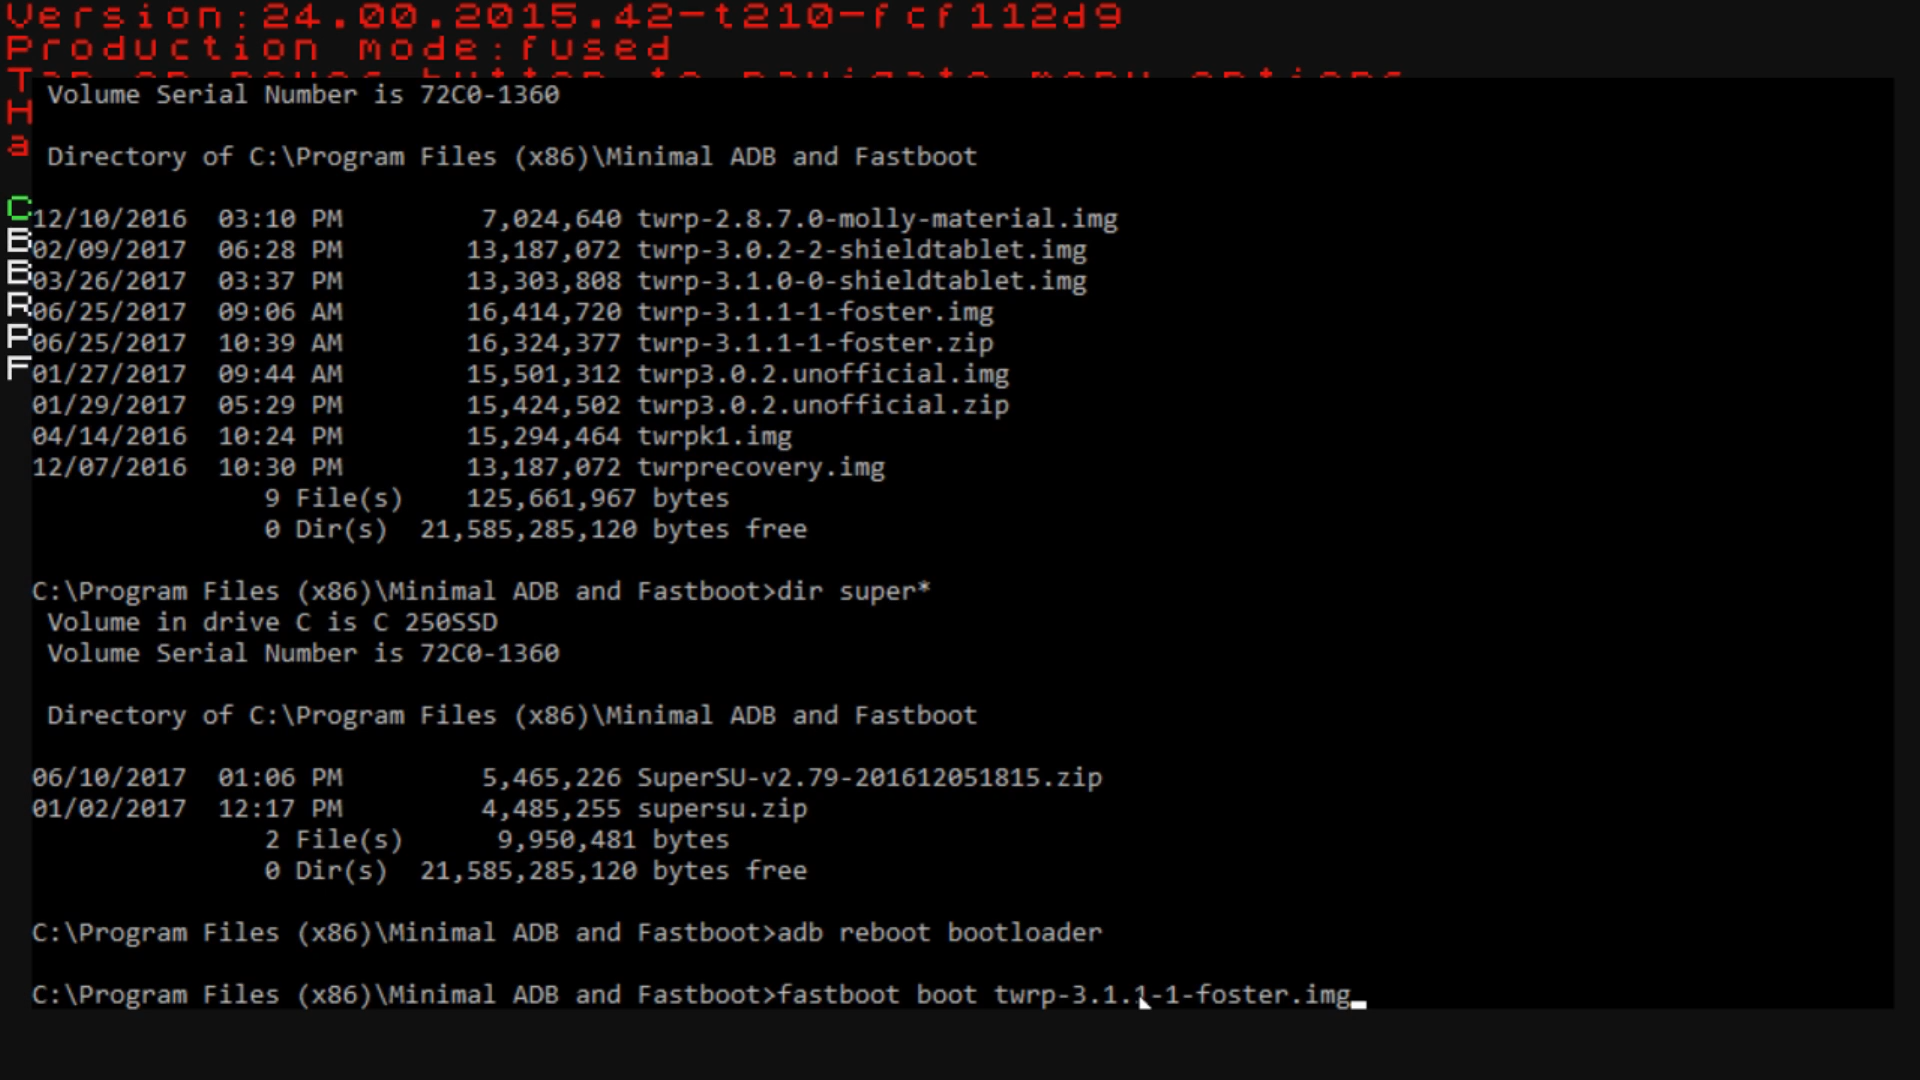 Version:24.00.2015.42-t210-fcf112d9
Production mode:fused
Tap on power button to navigate menu options
H
a
Volume Serial Number is 72C0-1360
Directory of C:\Program Files (x86)\Minimal ADB and Fastboot
C
12/10/2016  03:10 PM         7,024,640 twrp-2.8.7.0-molly-material.img
B
02/09/2017  06:28 PM        13,187,072 twrp-3.0.2-2-shieldtablet.img
B
03/26/2017  03:37 PM        13,303,808 twrp-3.1.0-0-shieldtablet.img
R
06/25/2017  09:06 AM        16,414,720 twrp-3.1.1-1-foster.img
P
06/25/2017  10:39 AM        16,324,377 twrp-3.1.1-1-foster.zip
F
01/27/2017  09:44 AM        15,501,312 twrp3.0.2.unofficial.img
01/29/2017  05:29 PM        15,424,502 twrp3.0.2.unofficial.zip
04/14/2016  10:24 PM        15,294,464 twrpk1.img
12/07/2016  10:30 PM        13,187,072 twrprecovery.img
9 File(s)    125,661,967 bytes
0 Dir(s)  21,585,285,120 bytes free
C:\Program Files (x86)\Minimal ADB and Fastboot>dir super*
Volume in drive C is C 250SSD
Volume Serial Number is 72C0-1360
Directory of C:\Program Files (x86)\Minimal ADB and Fastboot
06/10/2017  01:06 PM         5,465,226 SuperSU-v2.79-201612051815.zip
01/02/2017  12:17 PM         4,485,255 supersu.zip
2 File(s)      9,950,481 bytes
0 Dir(s)  21,585,285,120 bytes free
C:\Program Files (x86)\Minimal ADB and Fastboot>adb reboot bootloader
C:\Program Files (x86)\Minimal ADB and Fastboot>fastboot boot twrp-3.1.1-1-foster.img